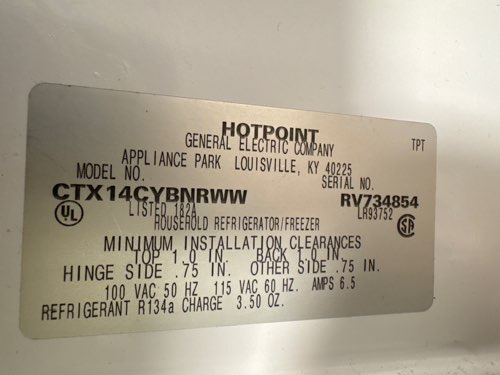 HOTPOINT
GENERAL ELECTRIC COMPANY
TPT
APPLIANCE PARK LOUISVILLE, KY 40225
MODEL NO. SERIAL NO.
CTX14CYBNRWW RV734854
UL LISTED 182A LR93752 SA
HOUSEHOLD REFRIGERATOR/FREEZER
MINIMUM INSTALLATION CLEARANCES
TOP 1.0 IN. BACK 1.0 IN.
HINGE SIDE .75 IN. OTHER SIDE .75 IN.
100 VAC 50 HZ 115 VAC 60 HZ. AMPS 6.5
REFRIGERANT R134a CHARGE 3.50 OZ.